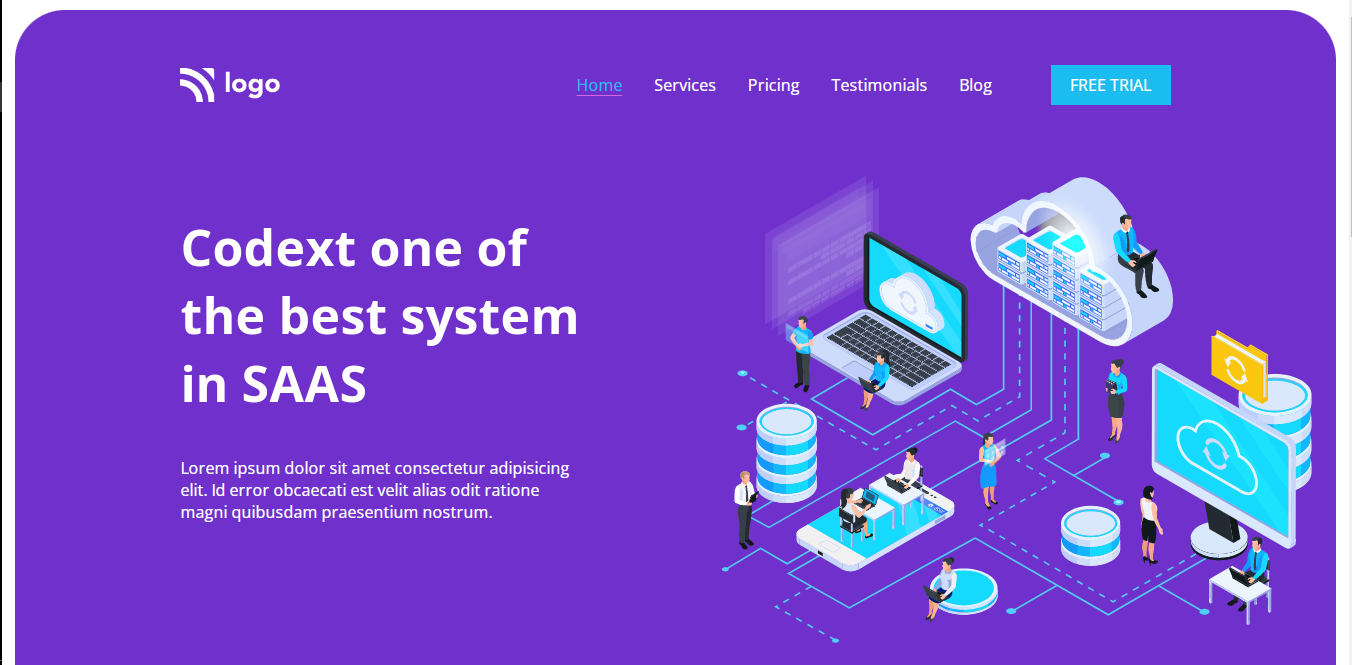 logo
Home
Services
Pricing
Testimonials
Blog
FREE TRIAL
Codext one of
the best system
in SAAS
Lorem ipsum dolor sit amet consectetur adipisicing
elit. Id error obcaecati est velit alias odit ratione
magni quibusdam praesentium nostrum.